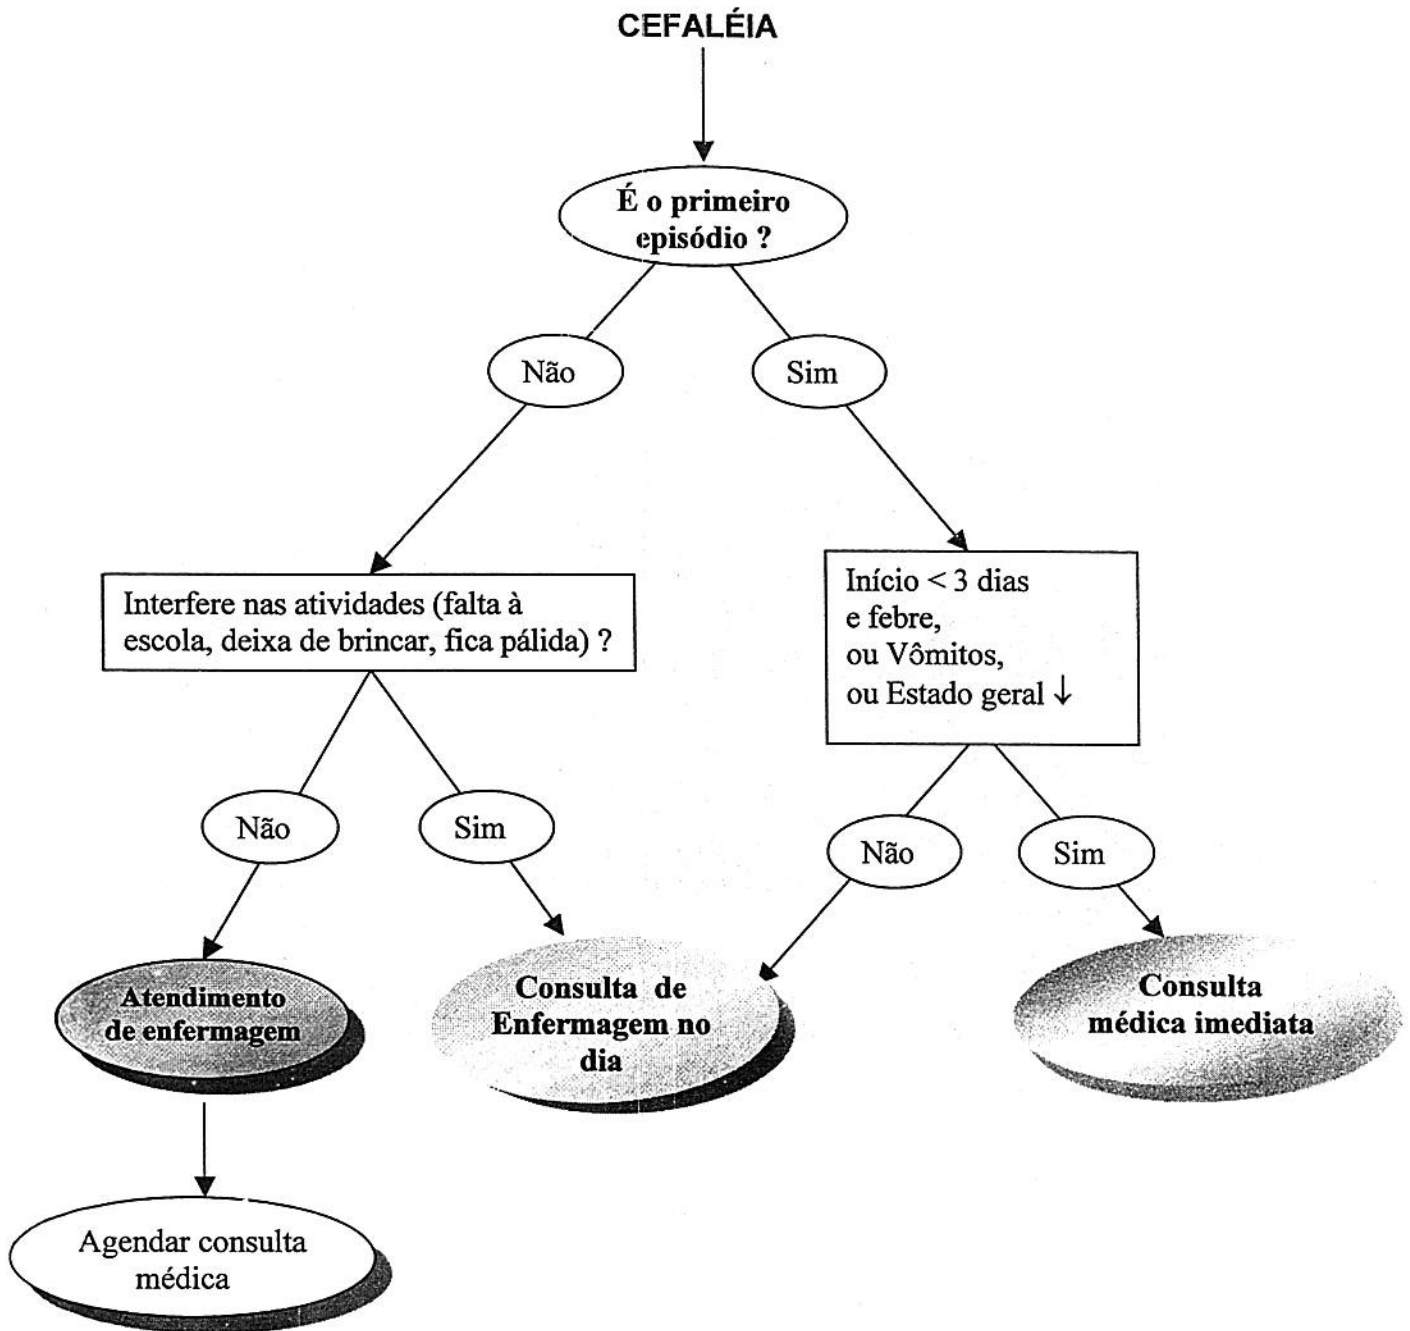 CEFALÉIA
É o primeiro
episódio ?
Não
Sim
Interfere nas atividades (falta à
escola, deixa de brincar, fica pálida) ?
Início < 3 dias
e febre,
ou Vômitos,
ou Estado geral ↓
Não
Sim
Não
Sim
Atendimento
de enfermagem
Consulta de
Enfermagem no
dia
Consulta
médica imediata
Agendar consulta
médica